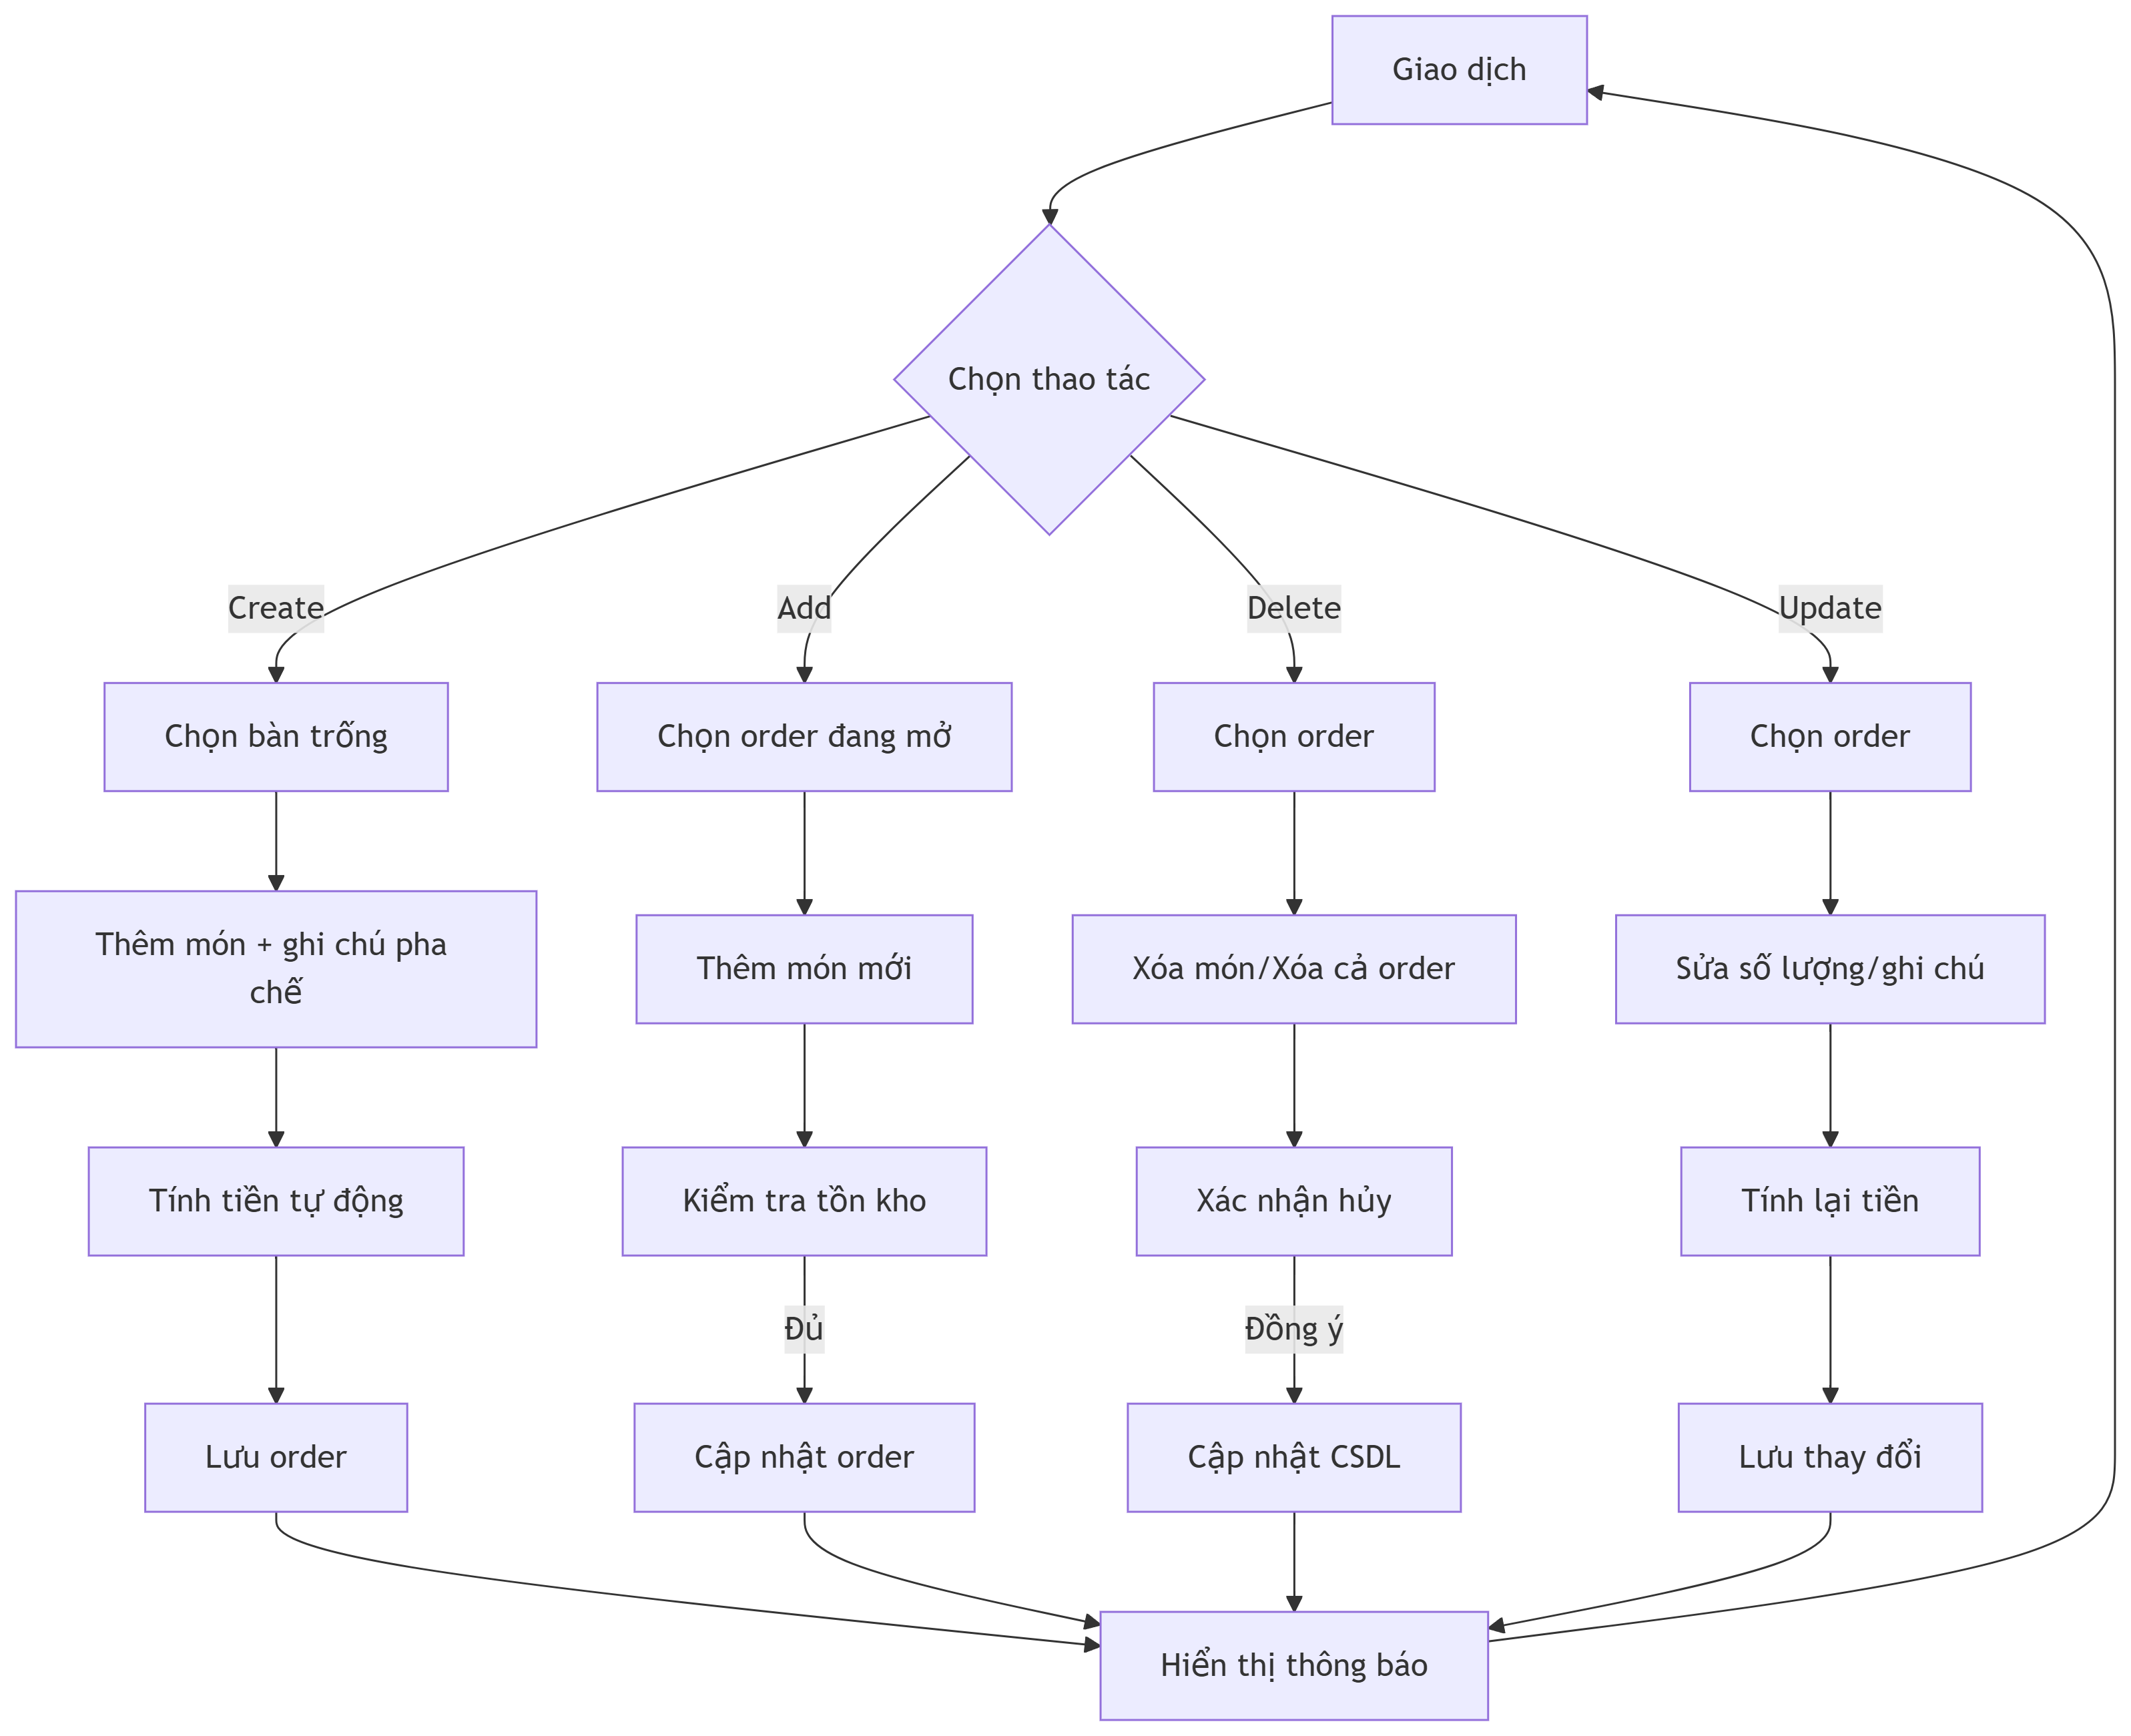 Giao dịch
Chọn thao tác
Create
Add
Delete
Update
Chọn bàn trống
Chọn order đang mở
Chọn order
Chọn order
Thêm món + ghi chú pha
chế
Thêm món mới
Xóa món/Xóa cả order
Sửa số lượng/ghi chú
Tính tiền tự động
Kiểm tra tồn kho
Xác nhận hủy
Tính lại tiền
Đủ
Đồng ý
Lưu order
Cập nhật order
Cập nhật CSDL
Lưu thay đổi
Hiển thị thông báo